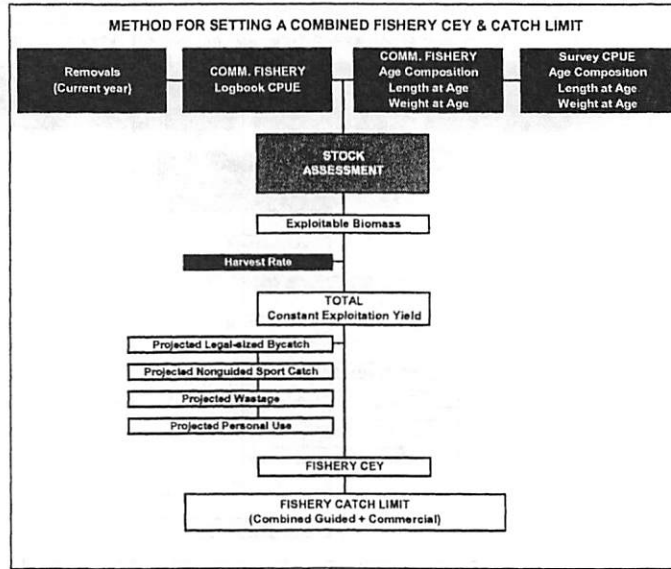 METHOD FOR SETTING A COMBINED FISHERY CEY & CATCH LIMIT
Removals
(Current year)
COMM. FISHERY
Logbook CPUE
COMM. FISHERY
Age Composition
Length at Age
Weight at Age
Survey CPUE
Age Composition
Length at Age
Weight at Age
STOCK
ASSESSMENT
Exploitable Biomass
Harvest Rate
TOTAL
Constant Exploitation Yield
Projected Legal-sized Bycatch
Projected Nonguided Sport Catch
Projected Wastage
Projected Personal Use
FISHERY CEY
FISHERY CATCH LIMIT
(Combined Guided + Commercial)